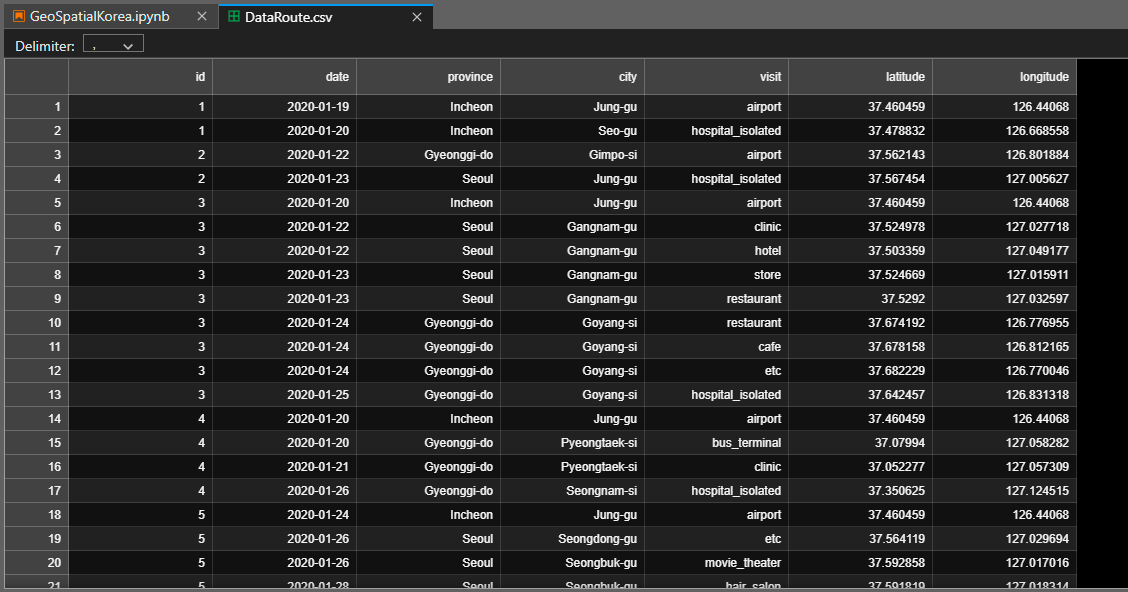 GeoSpatialKorea.ipynb DataRoute.csv
Delimiter: ,
id date province city visit latitude longitude
1 1 2020-01-19 Incheon Jung-gu airport 37.460459 126.44068
2 1 2020-01-20 Incheon Seo-gu hospital_isolated 37.478832 126.668558
3 2 2020-01-22 Gyeonggi-do Gimpo-si airport 37.562143 126.801884
4 2 2020-01-23 Seoul Jung-gu hospital_isolated 37.567454 127.005627
5 3 2020-01-20 Incheon Jung-gu airport 37.460459 126.44068
6 3 2020-01-22 Seoul Gangnam-gu clinic 37.524978 127.027718
7 3 2020-01-22 Seoul Gangnam-gu hotel 37.503359 127.049177
8 3 2020-01-23 Seoul Gangnam-gu store 37.524669 127.015911
9 3 2020-01-23 Seoul Gangnam-gu restaurant 37.5292 127.032597
10 3 2020-01-24 Gyeonggi-do Goyang-si restaurant 37.674192 126.776955
11 3 2020-01-24 Gyeonggi-do Goyang-si cafe 37.678158 126.812165
12 3 2020-01-24 Gyeonggi-do Goyang-si etc 37.682229 126.770046
13 3 2020-01-25 Gyeonggi-do Goyang-si hospital_isolated 37.642457 126.831318
14 4 2020-01-20 Incheon Jung-gu airport 37.460459 126.44068
15 4 2020-01-20 Gyeonggi-do Pyeongtaek-si bus_terminal 37.07994 127.058282
16 4 2020-01-21 Gyeonggi-do Pyeongtaek-si clinic 37.052277 127.057309
17 4 2020-01-26 Gyeonggi-do Seongnam-si hospital_isolated 37.350625 127.124515
18 5 2020-01-24 Incheon Jung-gu airport 37.460459 126.44068
19 5 2020-01-26 Seoul Seongdong-gu etc 37.564119 127.029694
20 5 2020-01-26 Seoul Seongbuk-gu movie_theater 37.592858 127.017016
21 5 2020-01-28 Seoul Seongbuk-gu hair_salon 37.591819 127.018314